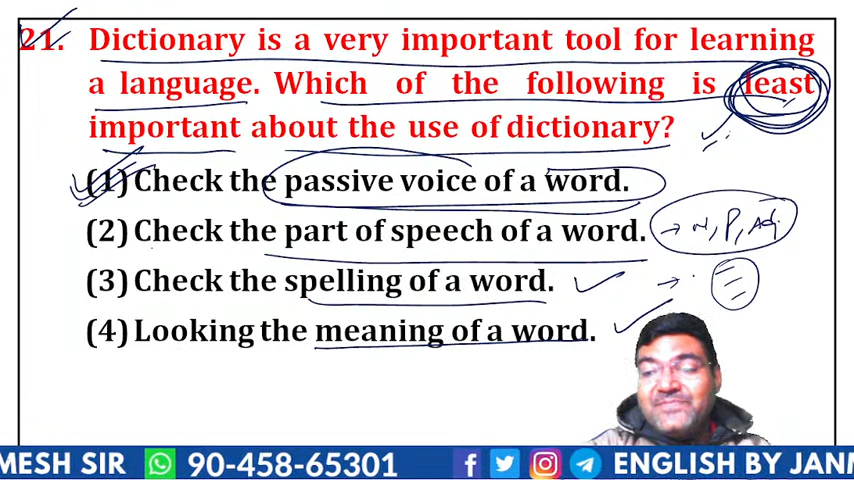 21. Dictionary is a very important tool for learning
a language. Which of the following is least
important about the use of dictionary?
(1) Check the passive voice of a word.
(2) Check the part of speech of a word. → N, P, Adj.
(3) Check the spelling of a word.
(4) Looking the meaning of a word.
MESH SIR 90-458-65301 ENGLISH BY JANM